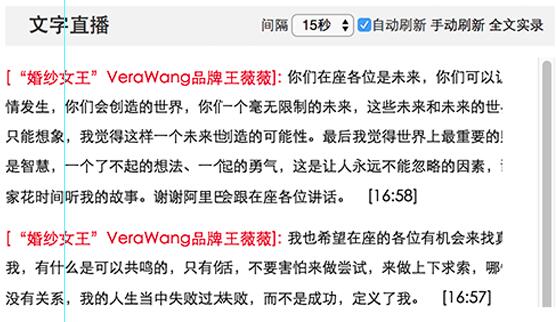 文字直播
间隔 15秒 自动刷新 手动刷新 全文实录
[“婚纱女王”VeraWang品牌王薇薇]: 你们在座各位是未来，你们可以
情发生，你们会创造的世界，你们一个毫无限制的未来，这些未来和未来的世
只能想象，我觉得这样一个未来世创造的可能性。最后我觉得世界上最重要的
是智慧，一个了不起的想法、一个起的勇气，这是让人永远不能忽略的因素，
家花时间听我的故事。谢谢阿里巴会跟在座各位讲话。 [16:58]
[“婚纱女王”VeraWang品牌王薇薇]: 我也希望在座的各位有机会来找
我，有什么是可以共鸣的，只有你活，不要害怕来做尝试，来做上下求索，哪
没有关系，我的人生当中失败过太失败，而不是成功，定义了我。 [16:57]